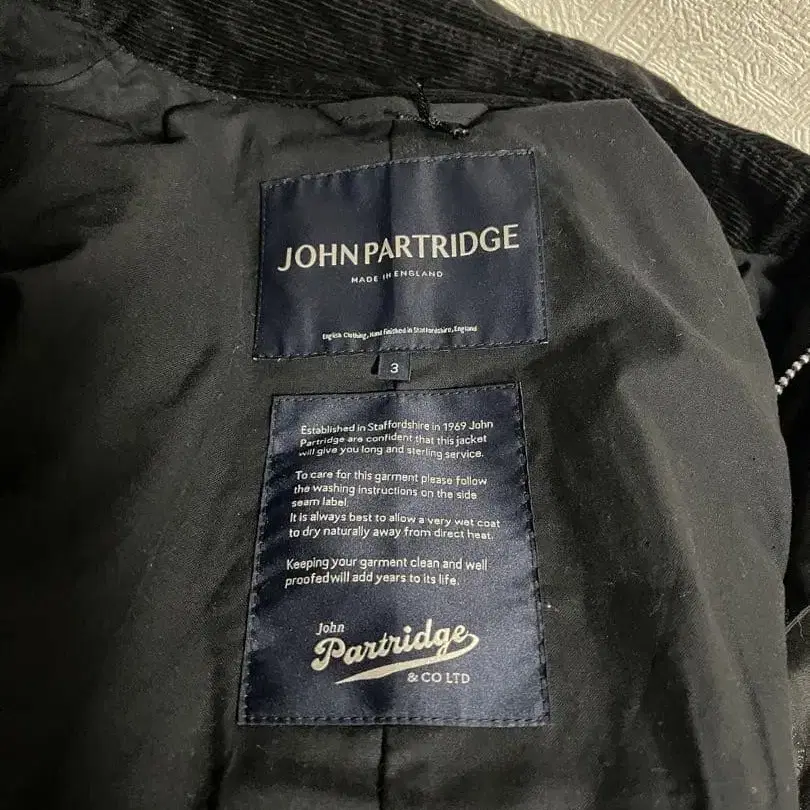 JOHN PARTRIDGE
MADE IN ENGLAND
English Clothing, Hand finished in Staffordshire, England
3
Established in Staffordshire in 1969 John
Partridge are confident that this jacket
will give you long and sterling service.
To care for this garment please follow
the washing instructions on the side
seam label.
It is always best to allow a very wet coat
to dry naturally away from direct heat.
Keeping your garment clean and well
proofed will add years to its life.
John
Partridge
& CO LTD